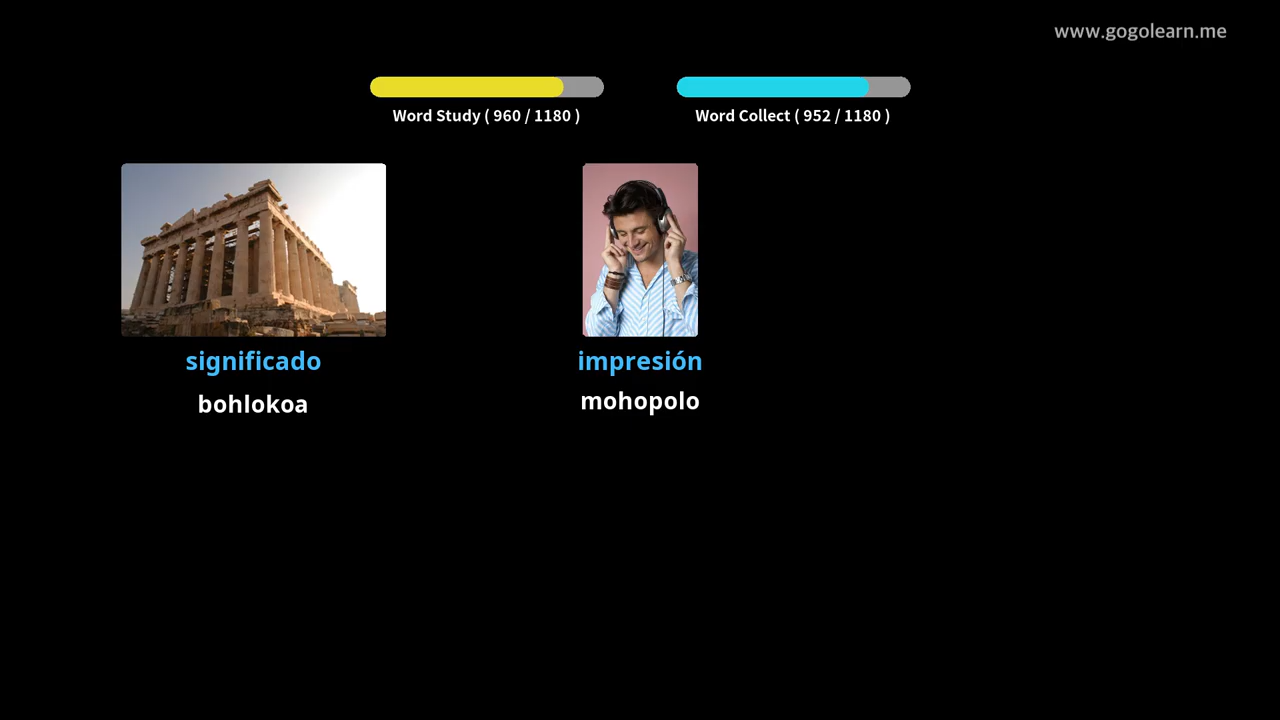 www.gogolearn.me
Word Study ( 960 / 1180 )
Word Collect ( 952 / 1180 )
significado
bohlokoa
impresión
mohopolo